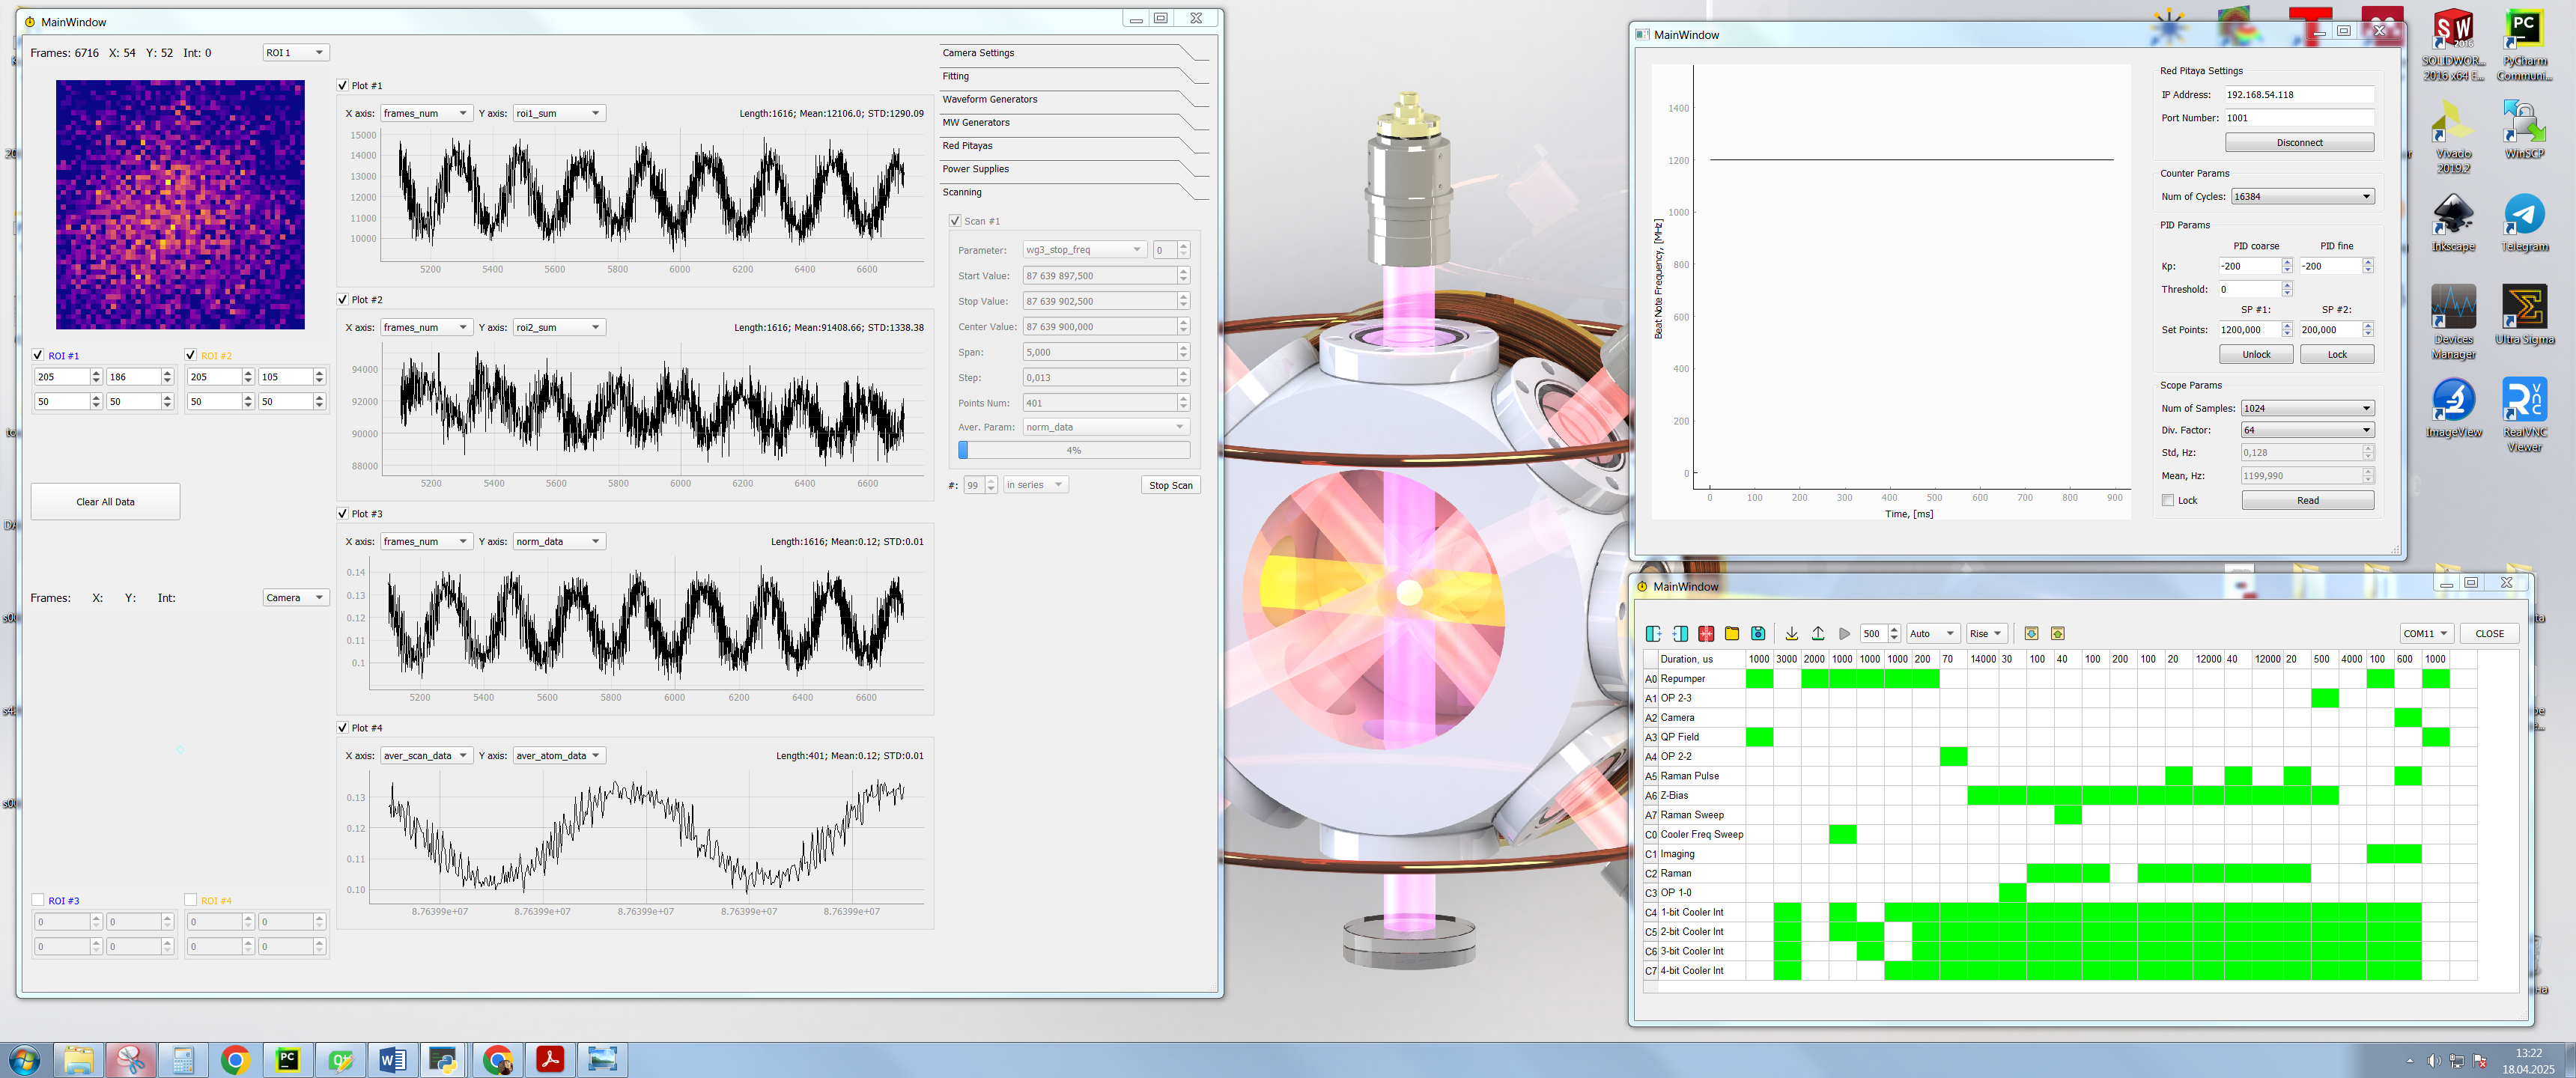 MainWindow
Frames: 6716 X: 54 Y: 52 Int: 0 ROI 1
ROI #1 ROI #2
205 186 205 105
50 50 50 50
Clear All Data
Frames: X: Y: Int: Camera
ROI #3 ROI #4
0 0 0 0
0 0 0 0
Plot #1
X axis: frames_num Y axis: roi1_sum Length:1616; Mean:12106.0; STD:1290.09
15000
14000
13000
12000
11000
10000
5200 5400 5600 5800 6000 6200 6400 6600
Plot #2
X axis: frames_num Y axis: roi2_sum Length:1616; Mean:91408.66; STD:1338.38
94000
92000
90000
88000
5200 5400 5600 5800 6000 6200 6400 6600
Plot #3
X axis: frames_num Y axis: norm_data Length:1616; Mean:0.12; STD:0.01
0.14
0.13
0.12
0.11
0.1
5200 5400 5600 5800 6000 6200 6400 6600
Plot #4
X axis: aver_scan_data Y axis: aver_atom_data Length:401; Mean:0.12; STD:0.01
0.13
0.12
0.11
0.10
8.76399e+07 8.76399e+07 8.76399e+07 8.76399e+07 8.76399e+07
Camera Settings
Fitting
Waveform Generators
MW Generators
Red Pitayas
Power Supplies
Scanning
Scan #1
Parameter: wg3_stop_freq 0
Start Value: 87 639 897,500
Stop Value: 87 639 902,500
Center Value: 87 639 900,000
Span: 5,000
Step: 0,013
Points Num: 401
Aver. Param: norm_data
4%
#: 99 in series Stop Scan
MainWindow
Beat Note Frequency, [MHz]
1400
1200
1000
800
600
400
200
0
0 100 200 300 400 500 600 700 800 900
Time, [ms]
Red Pitaya Settings
IP Address: 192.168.54.118
Port Number: 1001
Disconnect
Counter Params
Num of Cycles: 16384
PID Params
PID coarse PID fine
Kp: -200 -200
Threshold: 0
SP #1: SP #2:
Set Points: 1200,000 200,000
Unlock Lock
Scope Params
Num of Samples: 1024
Div. Factor: 64
Std, Hz: 0,128
Mean, Hz: 1199,990
Lock Read
SOLIDWOR...
2016 x64 E...
PyCharm
Communi...
Vivado
2019.2
WinSCP
Inkscape
Telegram
Devices
Manager
Ultra Sigma
ImageView
RealVNC
Viewer
MainWindow
500 Auto Rise COM11 CLOSE
Duration, us 1000 3000 2000 1000 1000 1000 200 70 14000 30 100 40 100 200 100 20 12000 40 12000 20 500 4000 100 600 1000
A0 Repumper
A1 OP 2-3
A2 Camera
A3 QP Field
A4 OP 2-2
A5 Raman Pulse
A6 Z-Bias
A7 Raman Sweep
C0 Cooler Freq Sweep
C1 Imaging
C2 Raman
C3 OP 1-0
C4 1-bit Cooler Int
C5 2-bit Cooler Int
C6 3-bit Cooler Int
C7 4-bit Cooler Int
13:22
18.04.2025